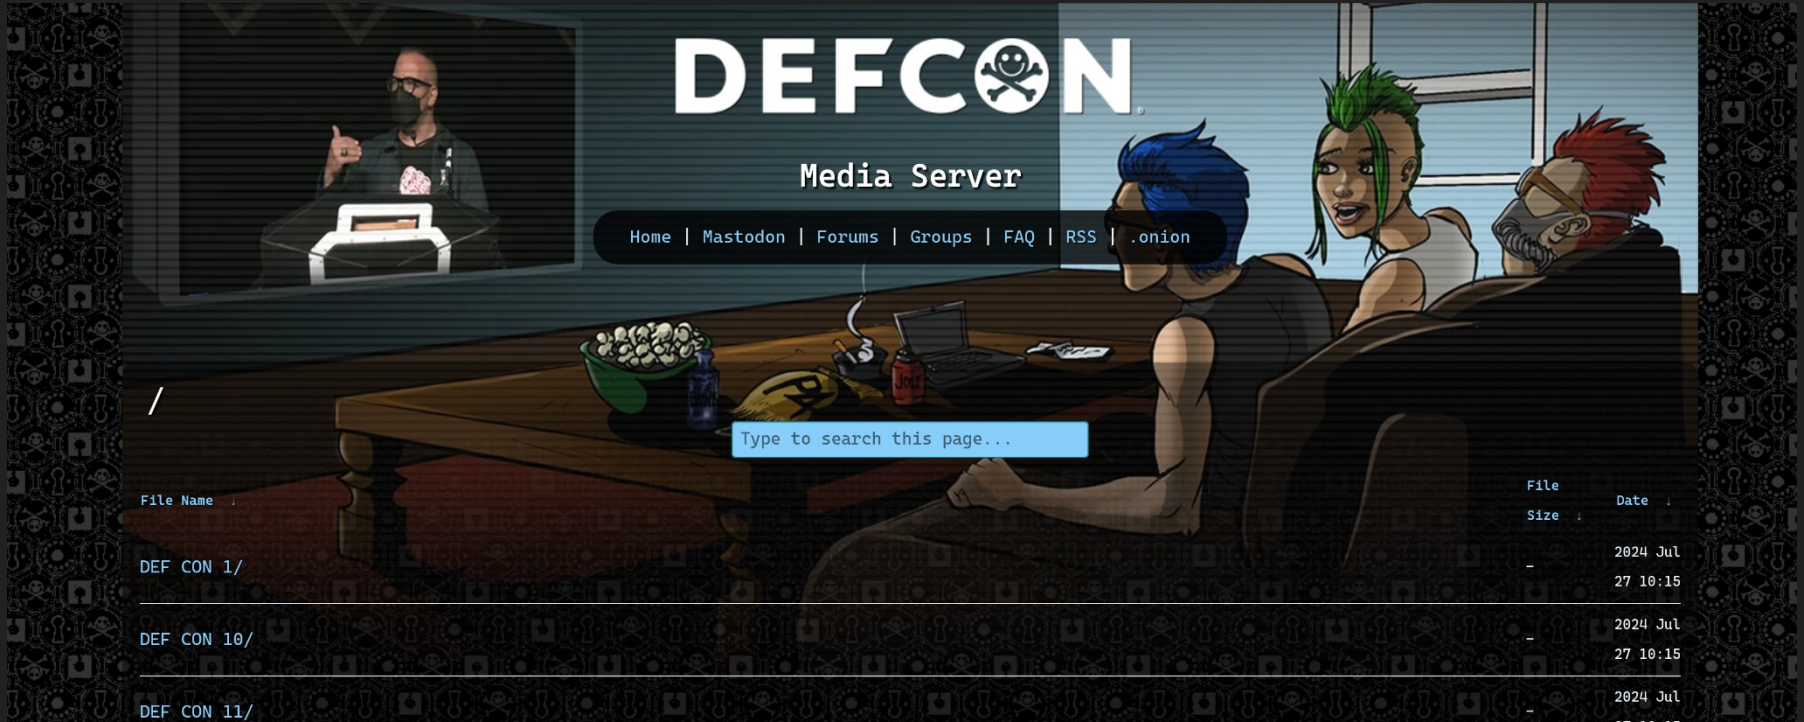 DEFCON®
Media Server
Home | Mastodon | Forums | Groups | FAQ | RSS | .onion
JOLT
/
Type to search this page...
File Name ↓
File Size ↓
Date ↓
DEF CON 1/
–
2024 Jul 27 10:15
DEF CON 10/
–
2024 Jul 27 10:15
DEF CON 11/
–
2024 Jul